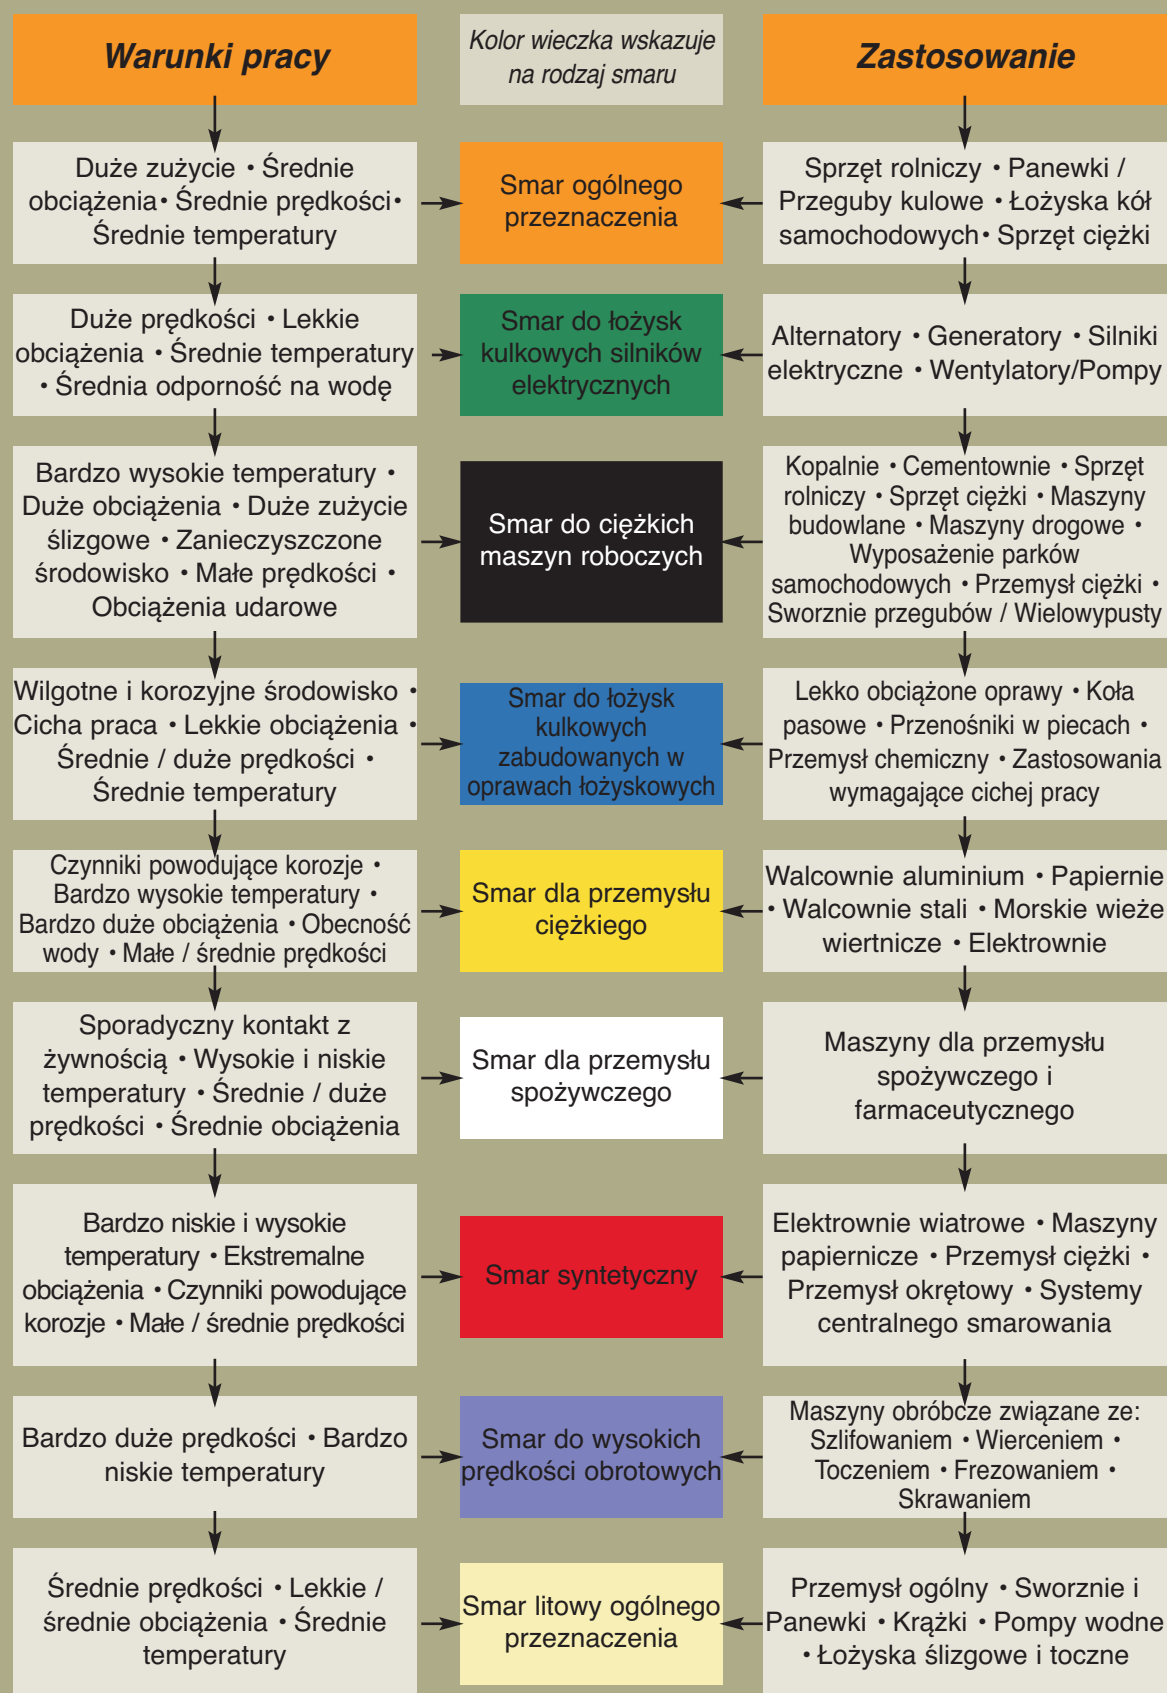 Warunki pracy
Kolor wieczka wskazuje
na rodzaj smaru
Zastosowanie
Duże zużycie • Średnie
obciążenia • Średnie prędkości •
Średnie temperatury
Smar ogólnego
przeznaczenia
Sprzęt rolniczy • Panewki /
Przeguby kulowe • Łożyska kół
samochodowych • Sprzęt ciężki
Duże prędkości • Lekkie
obciążenia • Średnie temperatury
• Średnia odporność na wodę
Smar do łożysk
kulkowych silników
elektrycznych
Alternatory • Generatory • Silniki
elektryczne • Wentylatory/Pompy
Bardzo wysokie temperatury •
Duże obciążenia • Duże zużycie
ślizgowe • Zanieczyszczone
środowisko • Małe prędkości •
Obciążenia udarowe
Smar do ciężkich
maszyn roboczych
Kopalnie • Cementownie • Sprzęt
rolniczy • Sprzęt ciężki • Maszyny
budowlane • Maszyny drogowe •
Wyposażenie parków
samochodowych • Przemysł ciężki •
Sworznie przegubów / Wielowypusty
Wilgotne i korozyjne środowisko •
Cicha praca • Lekkie obciążenia •
Średnie / duże prędkości •
Średnie temperatury
Smar do łożysk
kulkowych
zabudowanych w
oprawach łożyskowych
Lekko obciążone oprawy • Koła
pasowe • Przenośniki w piecach •
Przemysł chemiczny • Zastosowania
wymagające cichej pracy
Czynniki powodujące korozje •
Bardzo wysokie temperatury •
Bardzo duże obciążenia • Obecność
wody • Małe / średnie prędkości
Smar dla przemysłu
ciężkiego
Walcownie aluminium • Papiernie
• Walcownie stali • Morskie wieże
wiertnicze • Elektrownie
Sporadyczny kontakt z
żywnością • Wysokie i niskie
temperatury • Średnie / duże
prędkości • Średnie obciążenia
Smar dla przemysłu
spożywczego
Maszyny dla przemysłu
spożywczego i
farmaceutycznego
Bardzo niskie i wysokie
temperatury • Ekstremalne
obciążenia • Czynniki powodujące
korozje • Małe / średnie prędkości
Smar syntetyczny
Elektrownie wiatrowe • Maszyny
papiernicze • Przemysł ciężki •
Przemysł okrętowy • Systemy
centralnego smarowania
Bardzo duże prędkości • Bardzo
niskie temperatury
Smar do wysokich
prędkości obrotowych
Maszyny obróbcze związane ze:
Szlifowaniem • Wierceniem •
Toczeniem • Frezowaniem •
Skrawaniem
Średnie prędkości • Lekkie /
średnie obciążenia • Średnie
temperatury
Smar litowy ogólnego
przeznaczenia
Przemysł ogólny • Sworznie i
Panewki • Krążki • Pompy wodne
• Łożyska ślizgowe i toczne